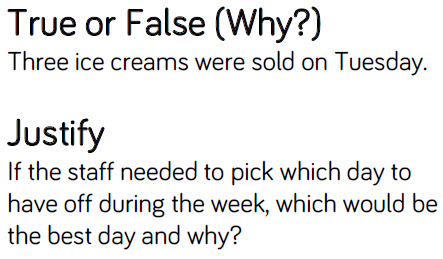 True or False (Why?)
Three ice creams were sold on Tuesday.
Justify
If the staff needed to pick which day to
have off during the week, which would be
the best day and why?